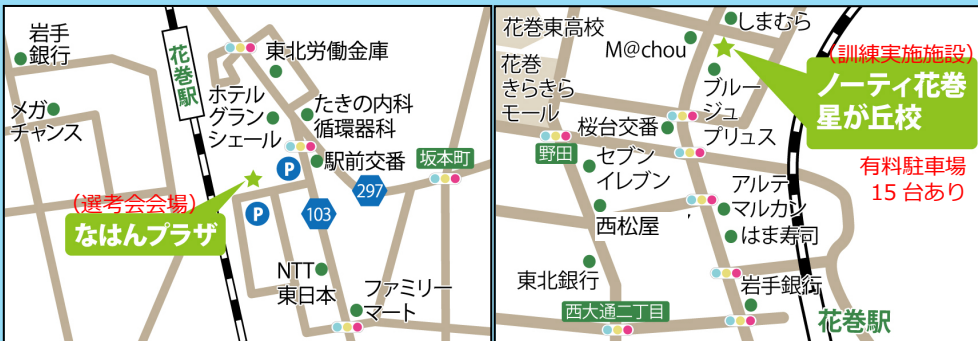 岩手
銀行
花巻駅
東北労働金庫
メガ
チャンス
ホテル
グラン
シェール
たきの内科
循環器科
駅前交番
坂本町
P
297
(選考会会場)
なはんプラザ
P
103
NTT
東日本
ファミリー
マート
花巻東高校
しまむら
M@chou
(訓練実施施設)
ノーティ花巻
星が丘校
花巻
きらきら
モール
ブルー
ジュ
プリュス
桜台交番
野田
セブン
イレブン
有料駐車場
15 台あり
アルテ
マルカン
西松屋
はま寿司
東北銀行
岩手銀行
西大通二丁目
花巻駅